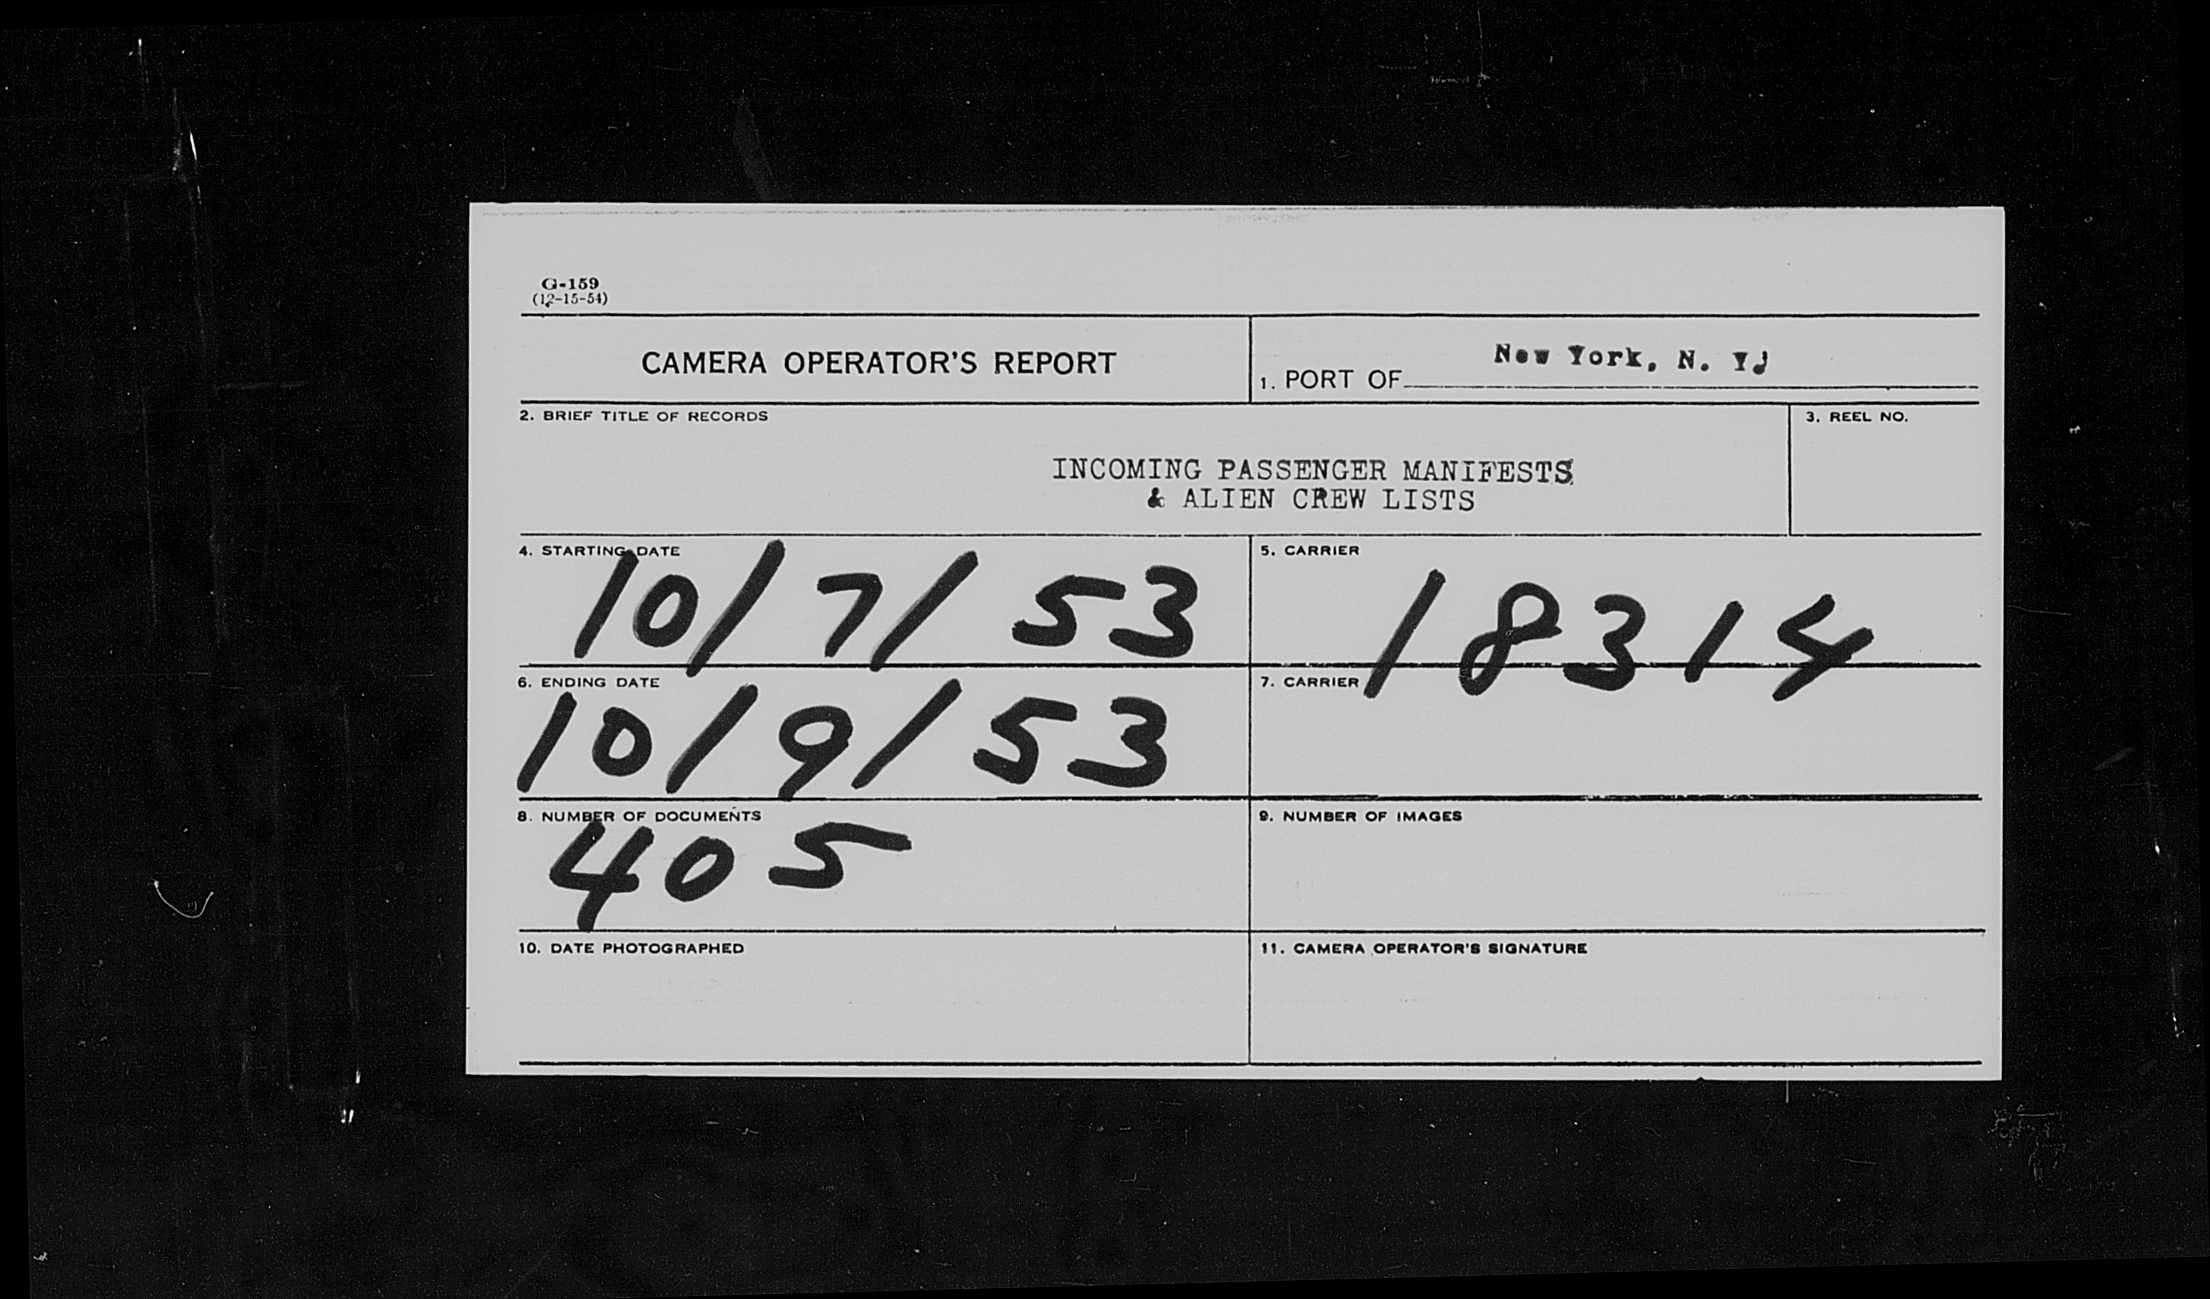 G-159
(12-15-54)
CAMERA OPERATOR'S REPORT
1. PORT OF New York, N. Y.
2. BRIEF TITLE OF RECORDS
3. REEL NO.
INCOMING PASSENGER MANIFESTS
& ALIEN CREW LISTS
4. STARTING DATE
10/7/53
5. CARRIER
18314
6. ENDING DATE
10/9/53
7. CARRIER
8. NUMBER OF DOCUMENTS
405
9. NUMBER OF IMAGES
10. DATE PHOTOGRAPHED
11. CAMERA OPERATOR'S SIGNATURE